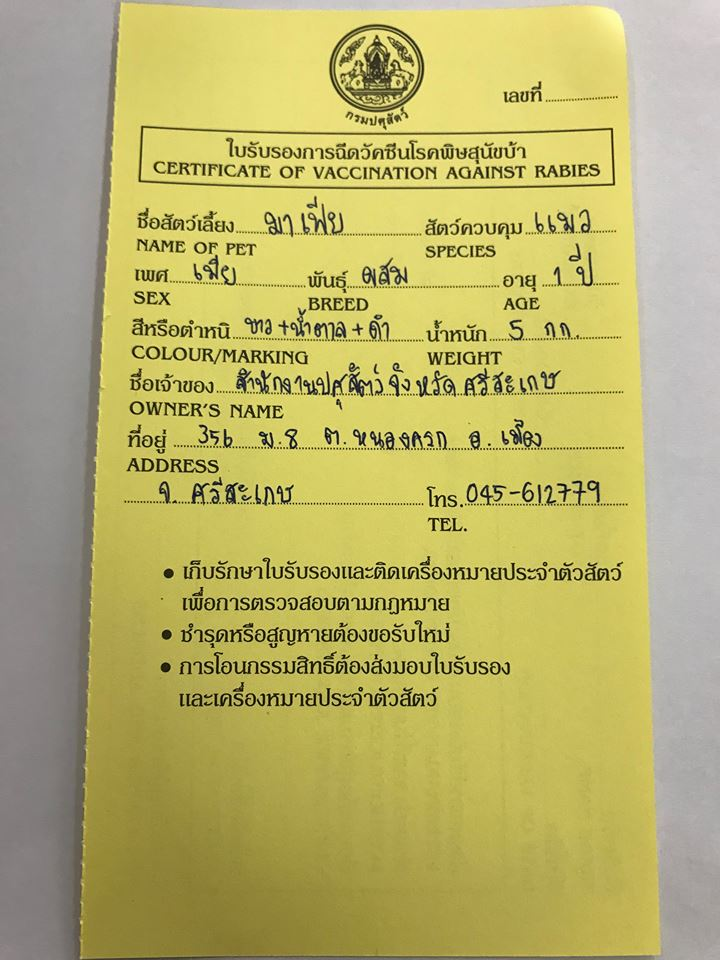 กรมปศุสัตว์
เลขที่
ใบรับรองการฉีดวัคซีนโรคพิษสุนัขบ้า
CERTIFICATE OF VACCINATION AGAINST RABIES
ชื่อสัตว์เลี้ยง มาเฟีย สัตว์ควบคุม แมว
NAME OF PET SPECIES
เพศ เมีย พันธุ์ ผสม อายุ 1 ปี
SEX BREED AGE
สีหรือตำหนิ ขาว+น้ำตาล+ดำ น้ำหนัก 5 กก.
COLOUR/MARKING WEIGHT
ชื่อเจ้าของ สำนักงานปศุสัตว์จังหวัดศรีสะเกษ
OWNER'S NAME
ที่อยู่ 356 ม.8 ต.หนองครก อ.เมือง
ADDRESS
จ. ศรีสะเกษ โทร. 045-612779
TEL.
• เก็บรักษาใบรับรองและติดเครื่องหมายประจำตัวสัตว์
เพื่อการตรวจสอบตามกฎหมาย
• ชำรุดหรือสูญหายต้องขอรับใหม่
• การโอนกรรมสิทธิ์ต้องส่งมอบใบรับรอง
และเครื่องหมายประจำตัวสัตว์